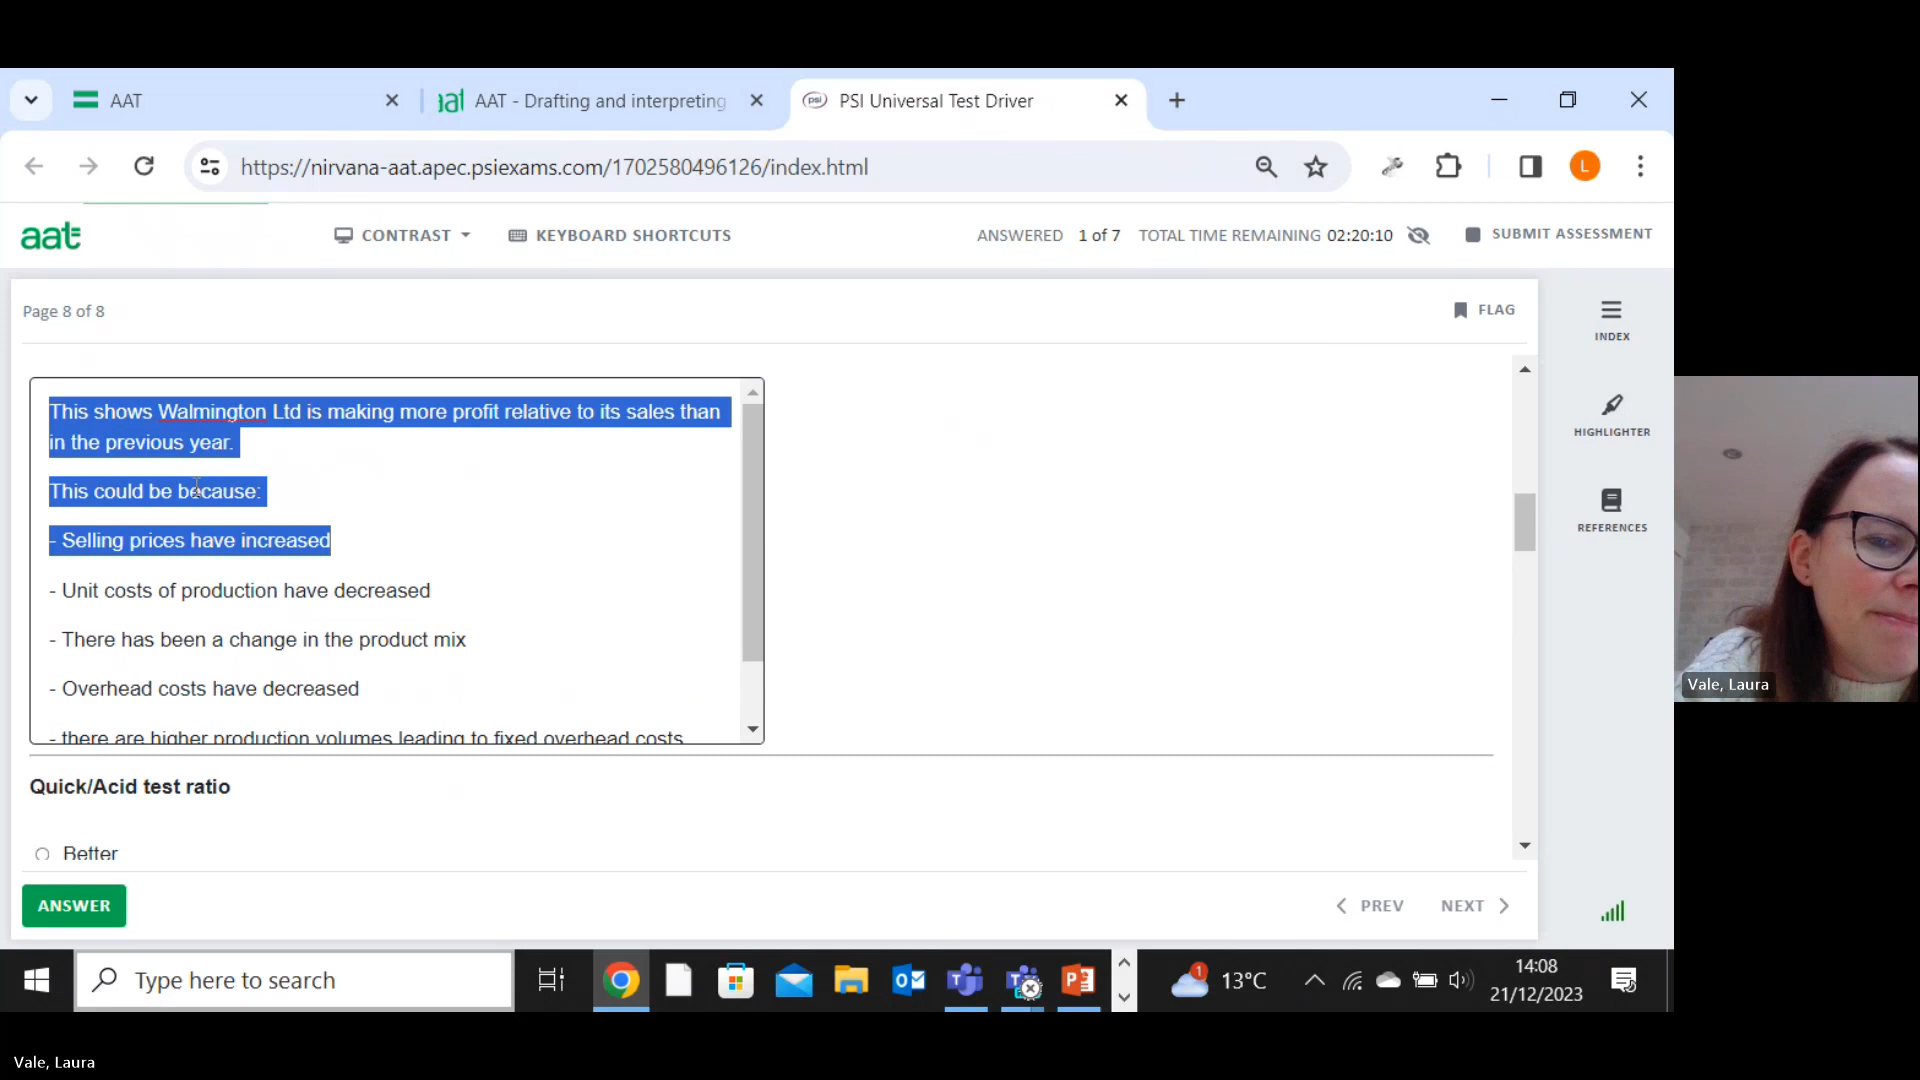 AAT
AAT - Drafting and interpreting
psi
PSI Universal Test Driver
https://nirvana-aat.apec.psiexams.com/1702580496126/index.html
L
aat
CONTRAST
KEYBOARD SHORTCUTS
ANSWERED 1 of 7 TOTAL TIME REMAINING 02:20:10
SUBMIT ASSESSMENT
Page 8 of 8
FLAG
INDEX
HIGHLIGHTER
REFERENCES
This shows Walmington Ltd is making more profit relative to its sales than
in the previous year.
This could be because:
- Selling prices have increased
- Unit costs of production have decreased
- There has been a change in the product mix
- Overhead costs have decreased
- there are higher production volumes leading to fixed overhead costs
Quick/Acid test ratio
Better
ANSWER
PREV
NEXT
Vale, Laura
Type here to search
1
13°C
14:08
21/12/2023
Vale, Laura